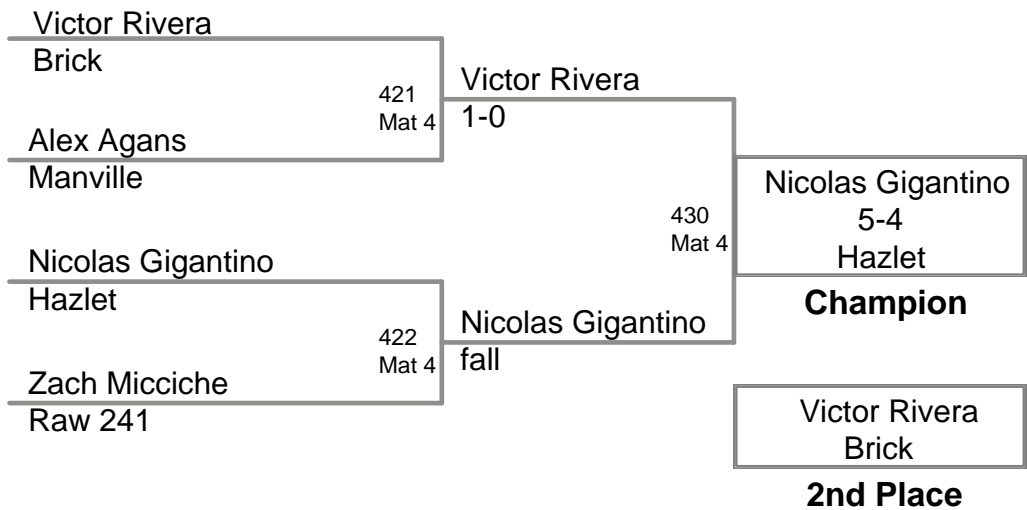 Victor Rivera
Brick
421
Mat 4
Victor Rivera
1-0
Alex Agans
Manville
430
Mat 4
Nicolas Gigantino
5-4
Hazlet
Champion
Nicolas Gigantino
Hazlet
422
Mat 4
Nicolas Gigantino
fall
Zach Micciche
Raw 241
Victor Rivera
Brick
2nd Place